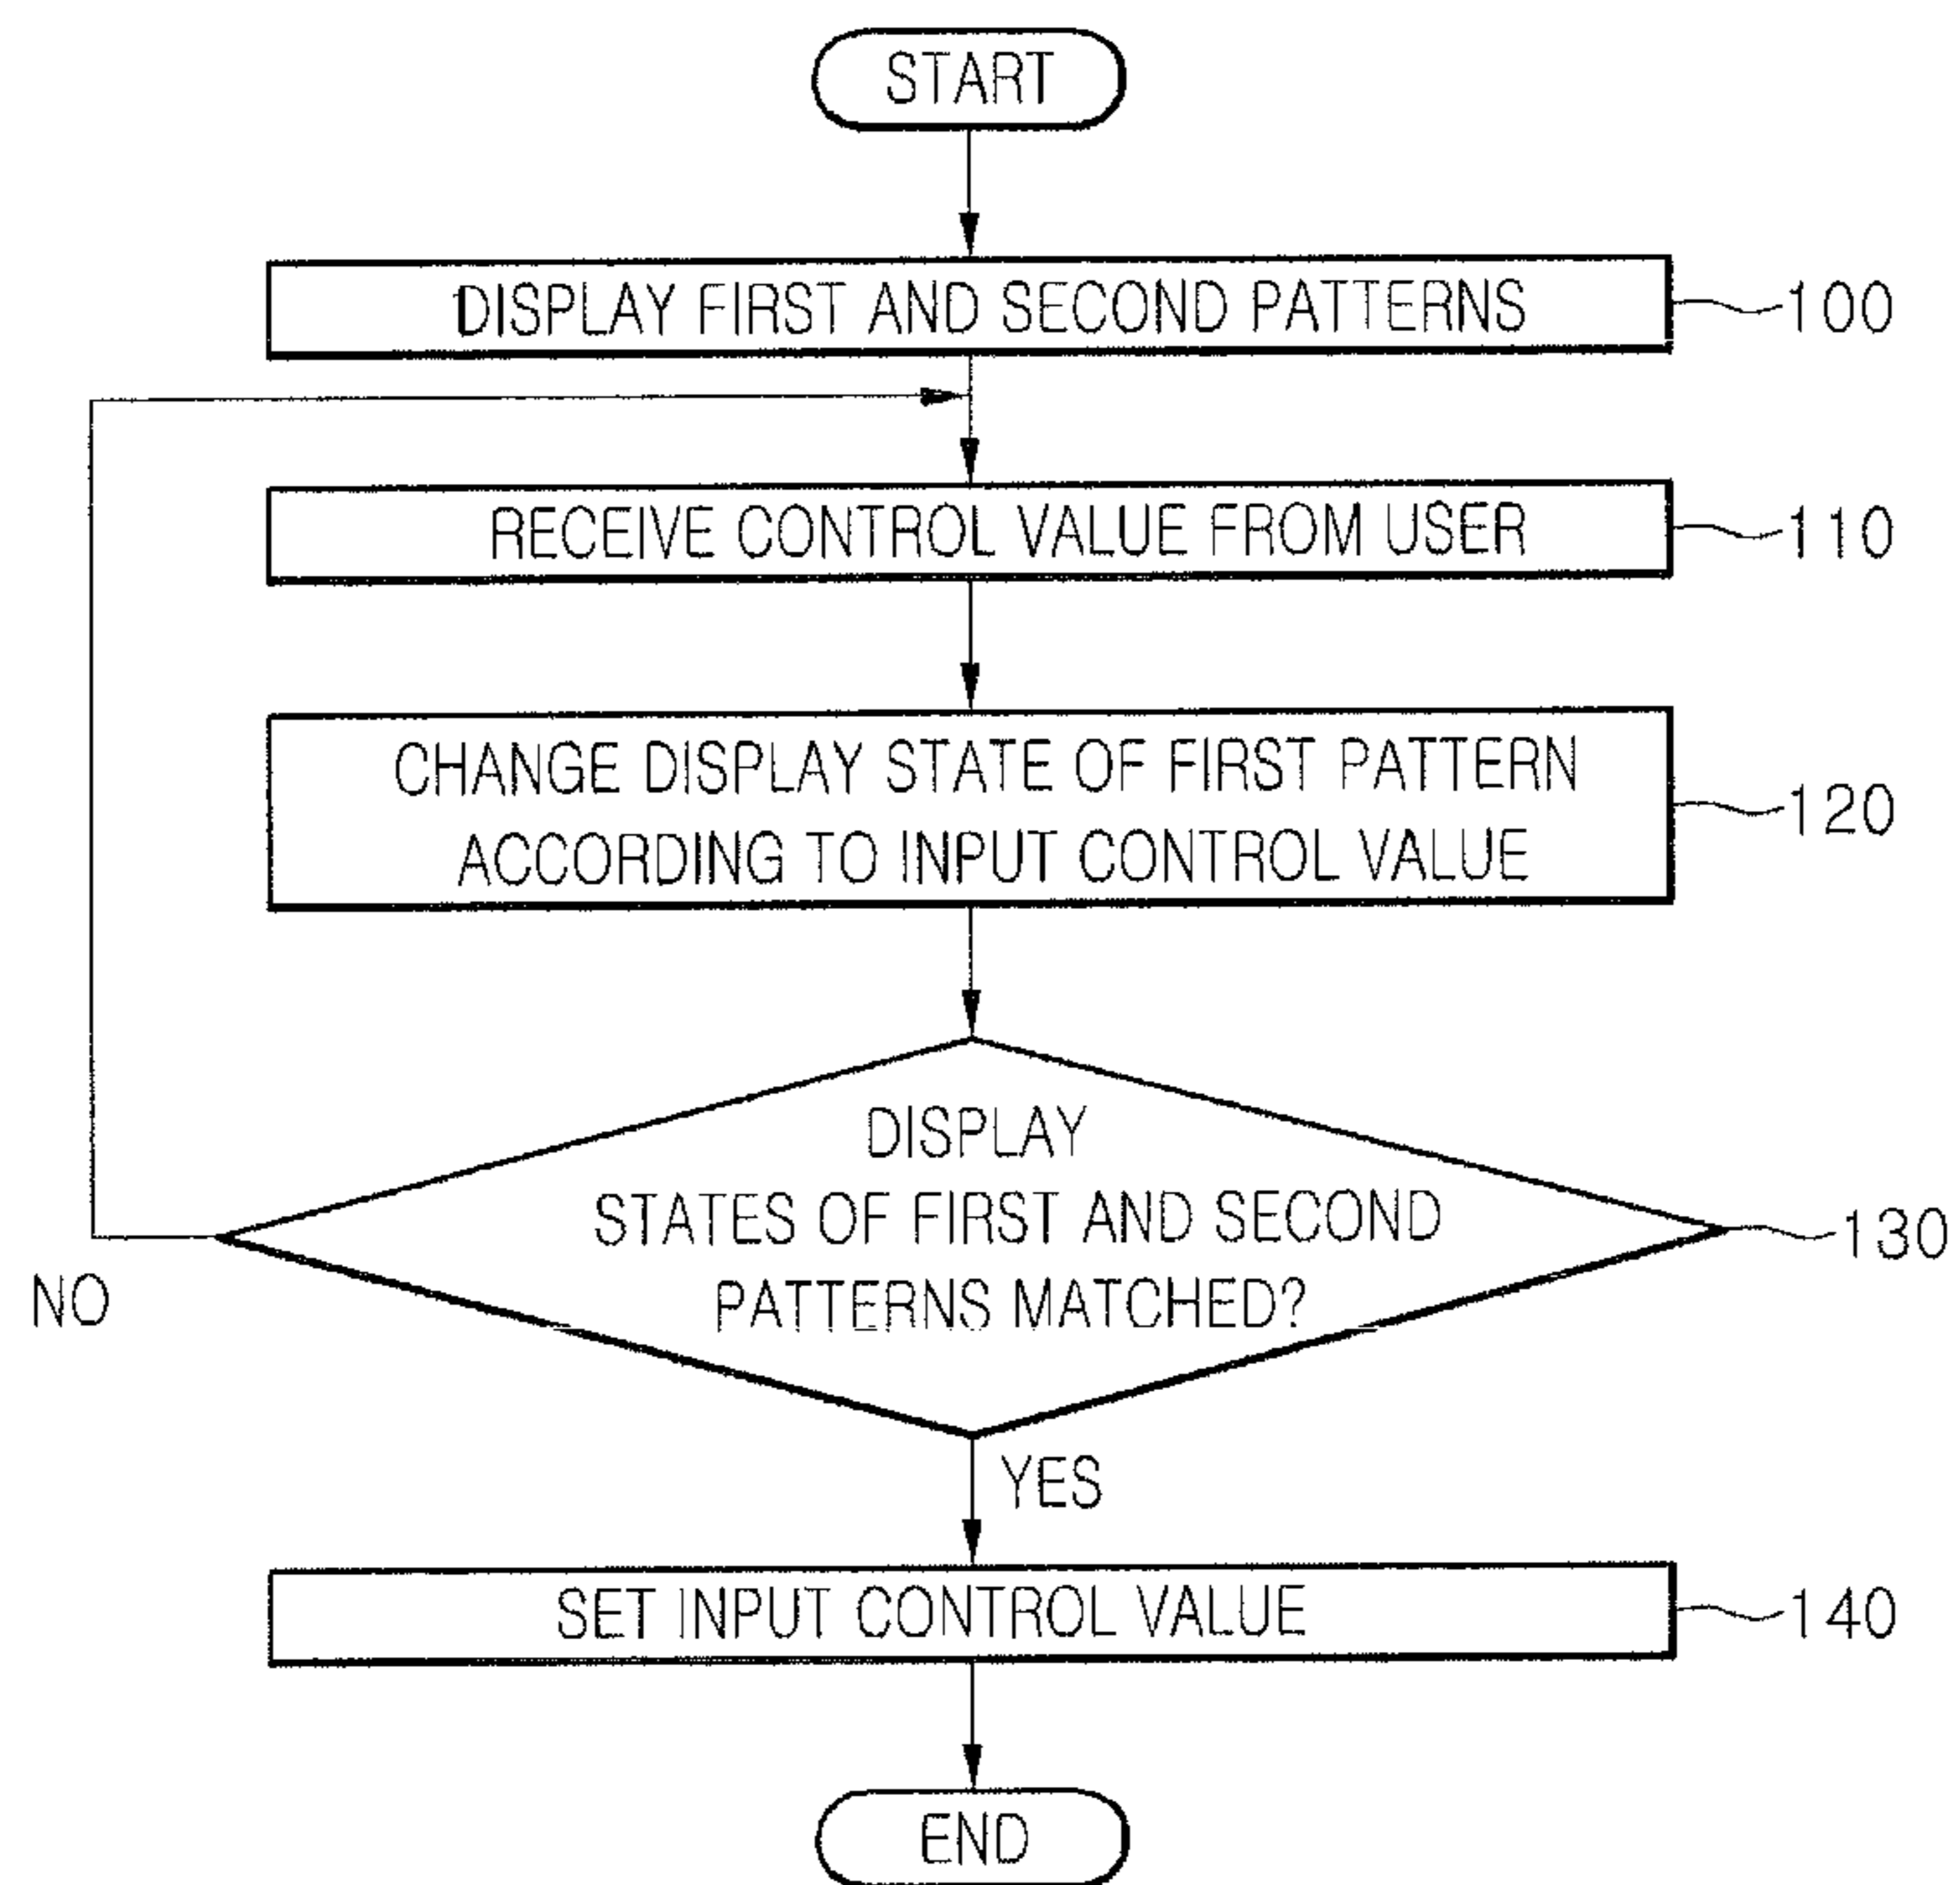 START
DISPLAY FIRST AND SECOND PATTERNS
100
RECEIVE CONTROL VALUE FROM USER
110
CHANGE DISPLAY STATE OF FIRST PATTERN
ACCORDING TO INPUT CONTROL VALUE
120
DISPLAY
STATES OF FIRST AND SECOND
PATTERNS MATCHED?
130
NO
YES
SET INPUT CONTROL VALUE
140
END